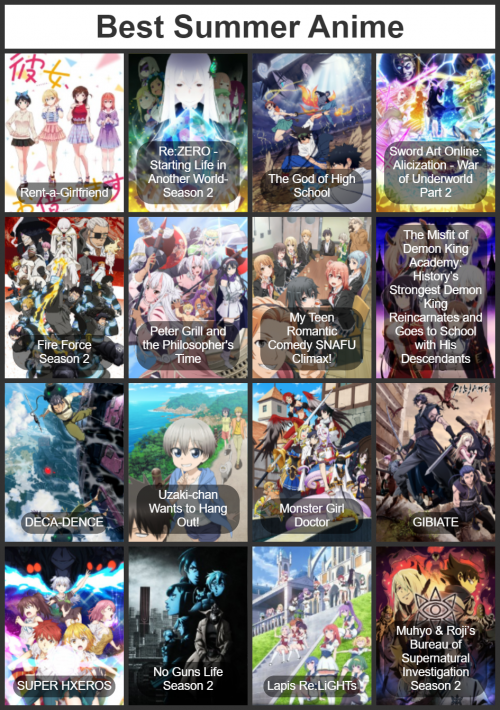 Best Summer Anime
彼女、
Rent-a-Girlfriend
Re:ZERO -
Starting Life in
Another World-
Season 2
The God of High
School
Sword Art Online:
Alicization - War
of Underworld
Part 2
Fire Force
Season 2
Peter Grill and
the Philosopher's
Time
My Teen
Romantic
Comedy SNAFU
Climax!
The Misfit of
Demon King
Academy:
History's
Strongest Demon
King
Reincarnates and
Goes to School
with His
Descendants
DECA-DENCE
Uzaki-chan
Wants to Hang
Out!
Monster Girl
Doctor
GIBIATE
SUPER HXEROS
No Guns Life
Season 2
Lapis Re:LiGHTs
Muhyo & Roji's
Bureau of
Supernatural
Investigation
Season 2